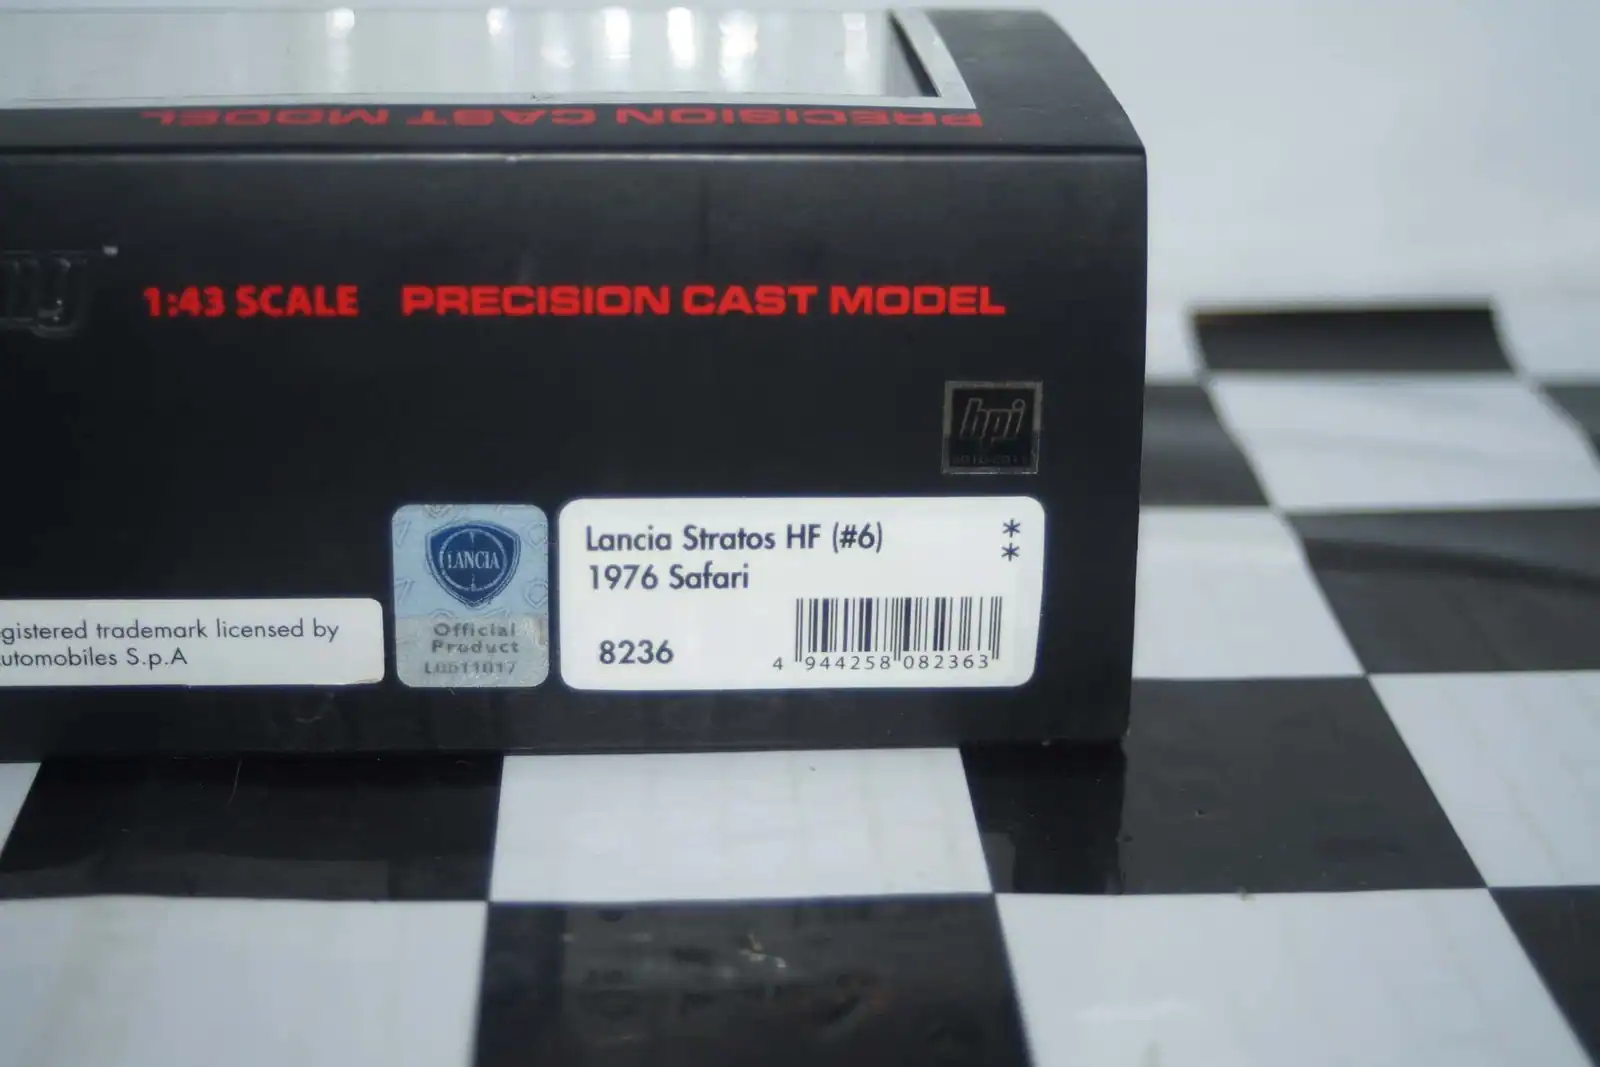 PRECISION CAST MODEL
1:43 SCALE PRECISION CAST MODEL
hpi
Lancia Stratos HF (#6) *
1976 Safari *
8236
4 944258 082363
LANCIA
Official
Product
egistered trademark licensed by
utomobiles S.p.A